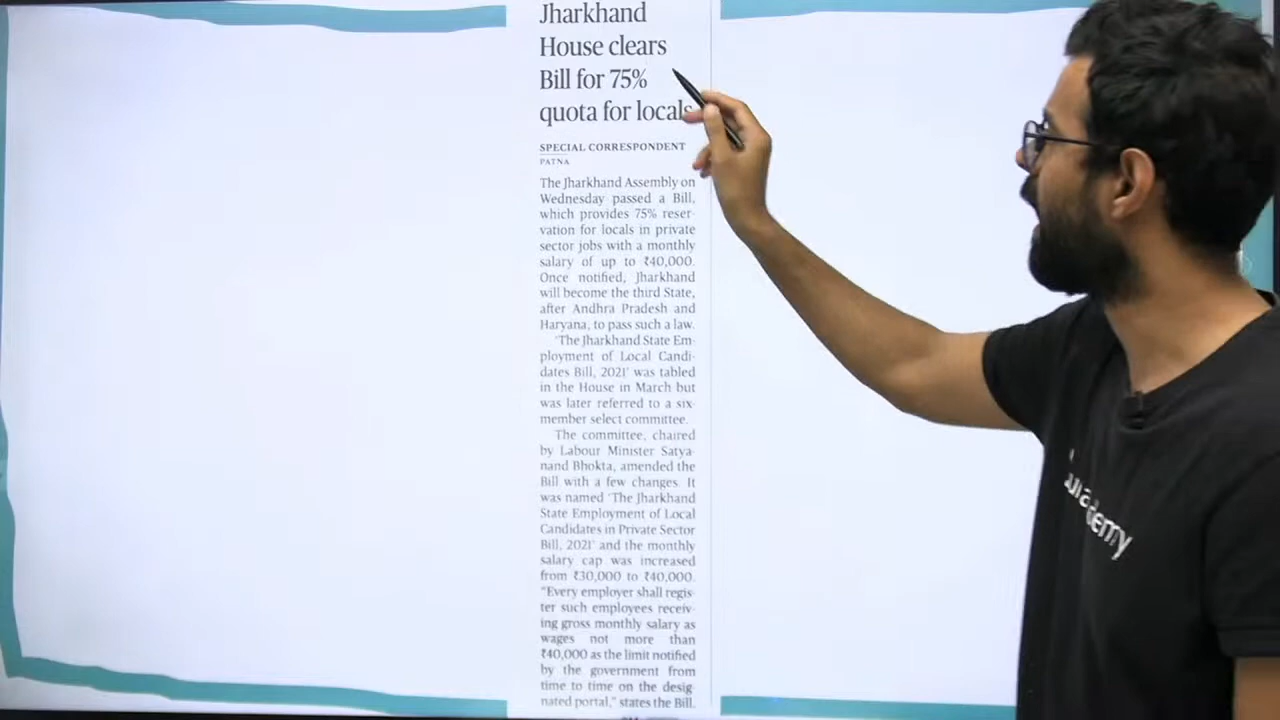 Jharkhand
House clears
Bill for 75%
quota for locals
SPECIAL CORRESPONDENT
PATNA
The Jharkhand Assembly on
Wednesday passed a Bill,
which provides 75% reser-
vation for locals in private
sector jobs with a monthly
salary of up to ₹40,000.
Once notified, Jharkhand
will become the third State,
after Andhra Pradesh and
Haryana, to pass such a law.
'The Jharkhand State Em-
ployment of Local Candi-
dates Bill, 2021' was tabled
in the House in March but
was later referred to a six-
member select committee.
The committee, chaired
by Labour Minister Satya-
nand Bhokta, amended the
Bill with a few changes. It
was named 'The Jharkhand
State Employment of Local
Candidates in Private Sector
Bill, 2021' and the monthly
salary cap was increased
from ₹30,000 to ₹40,000.
"Every employer shall regis-
ter such employees receiv-
ing gross monthly salary as
wages not more than
₹40,000 as the limit notified
by the government from
time to time on the desig-
nated portal," states the Bill.